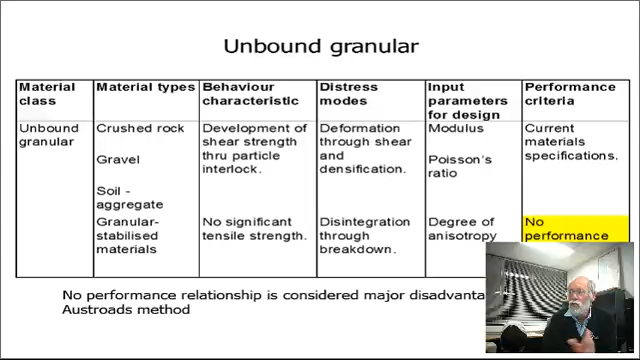 Unbound granular
Material class
Material types
Behaviour characteristic
Distress modes
Input parameters for design
Performance criteria
Unbound granular
Crushed rock
Gravel
Soil - aggregate
Granular-stabilised materials
Development of shear strength thru particle interlock.
No significant tensile strength.
Deformation through shear and densification.
Disintegration through breakdown.
Modulus
Poisson's ratio
Degree of anisotropy
Current materials specifications.
No performance
No performance relationship is considered major
Austroads method